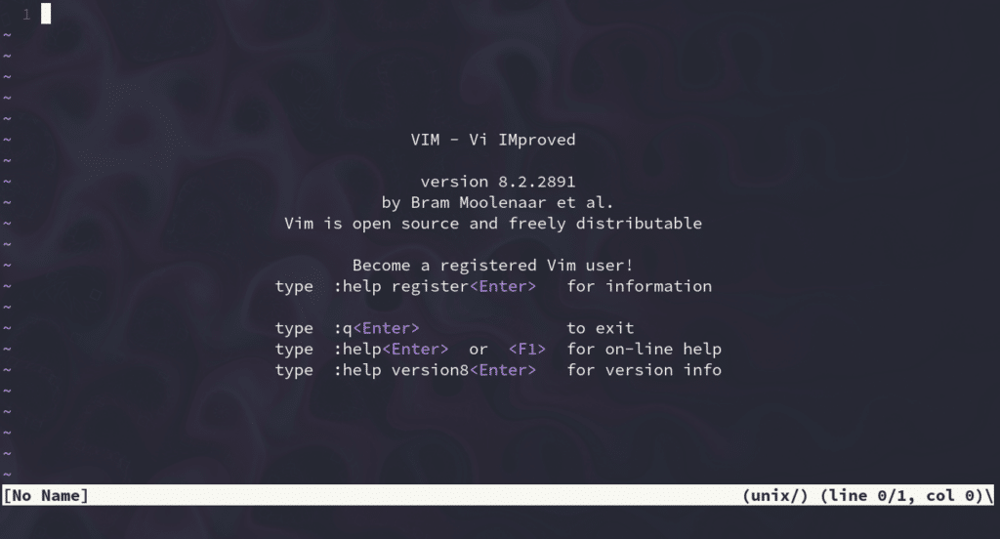 1
~
~
~
~
~
~ VIM - Vi IMproved
~
~ version 8.2.2891
~ by Bram Moolenaar et al.
~ Vim is open source and freely distributable
~
~ Become a registered Vim user!
~ type :help register<Enter> for information
~
~ type :q<Enter> to exit
~ type :help<Enter> or <F1> for on-line help
~ type :help version8<Enter> for version info
~
~
~
~
~
[No Name] (unix/) (line 0/1, col 0)\